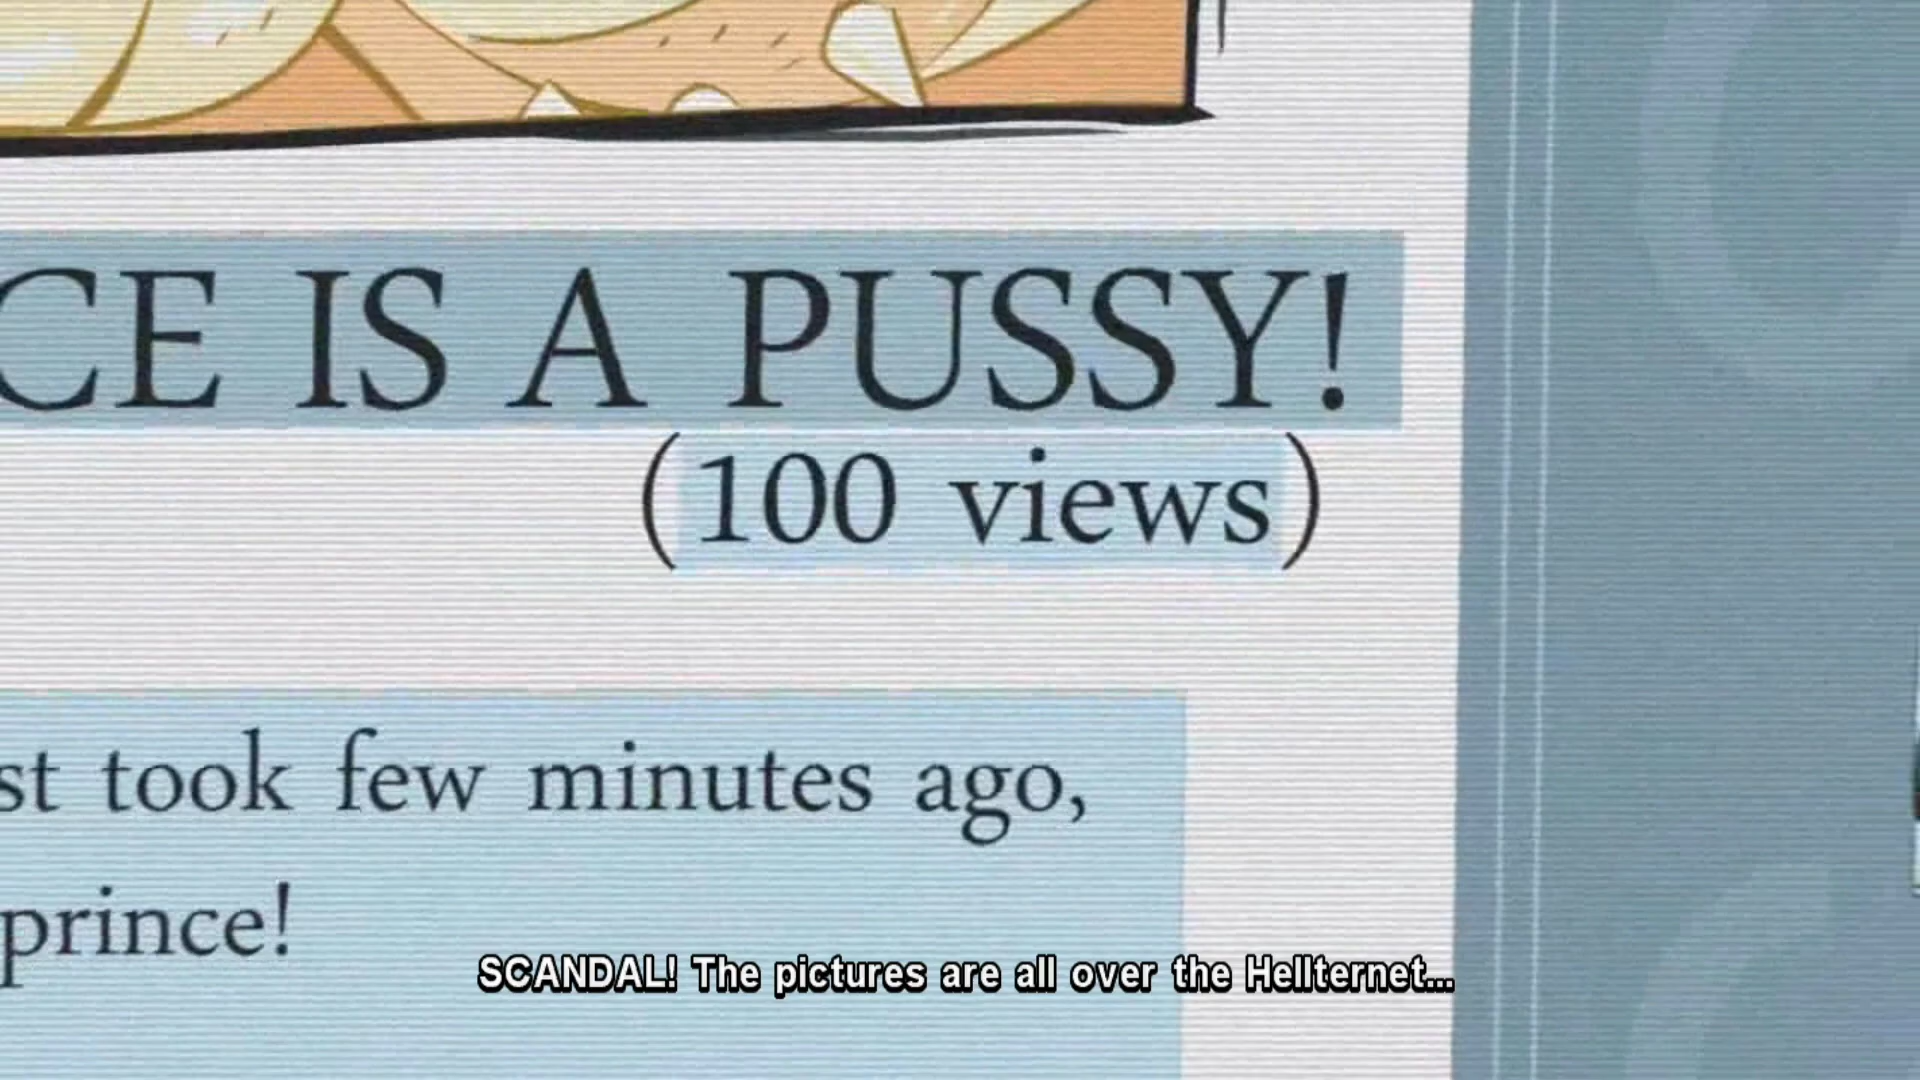 CE IS A PUSSY!
(100 views)
st took few minutes ago,
prince!
SCANDAL! The pictures are all over the Hellternet...